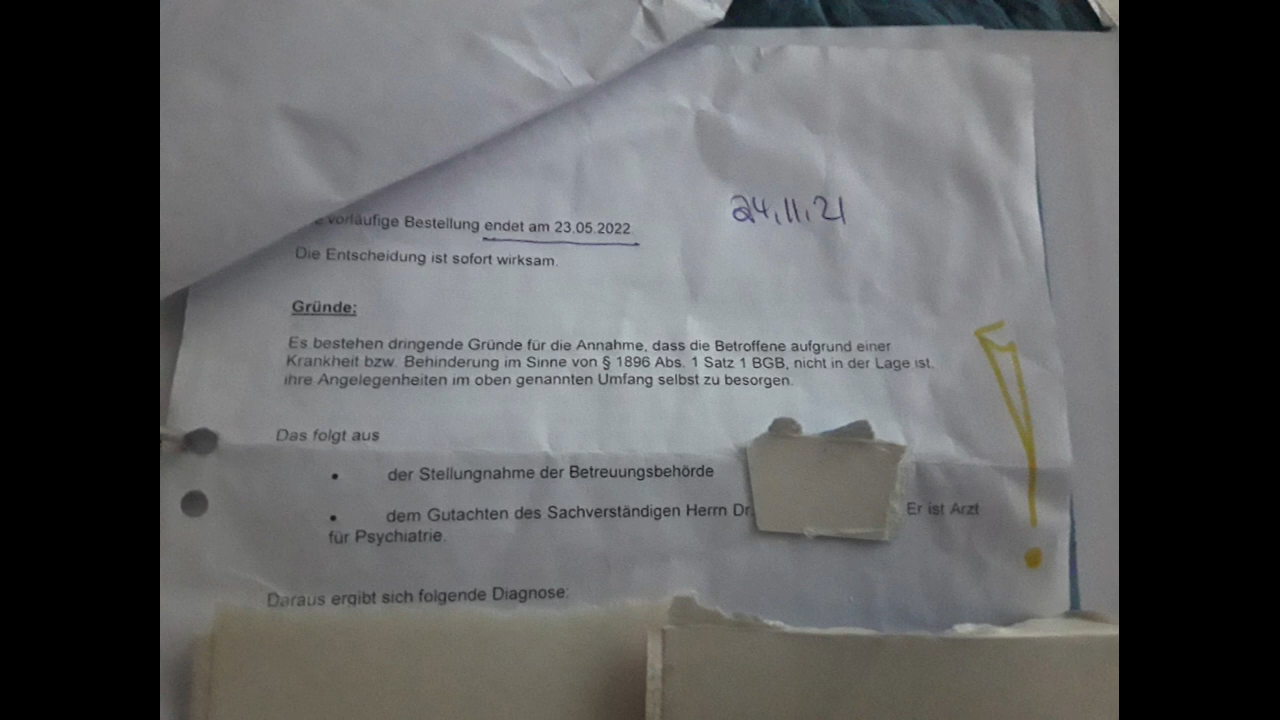 vorläufige Bestellung endet am 23.05.2022
24.11.21
Die Entscheidung ist sofort wirksam.
Gründe:
Es bestehen dringende Gründe für die Annahme, dass die Betroffene aufgrund einer
Krankheit bzw. Behinderung im Sinne von § 1896 Abs. 1 Satz 1 BGB, nicht in der Lage ist,
ihre Angelegenheiten im oben genannten Umfang selbst zu besorgen.
Das folgt aus
• der Stellungnahme der Betreuungsbehörde
• dem Gutachten des Sachverständigen Herrn Dr. Er ist Arzt
für Psychiatrie.
Daraus ergibt sich folgende Diagnose: